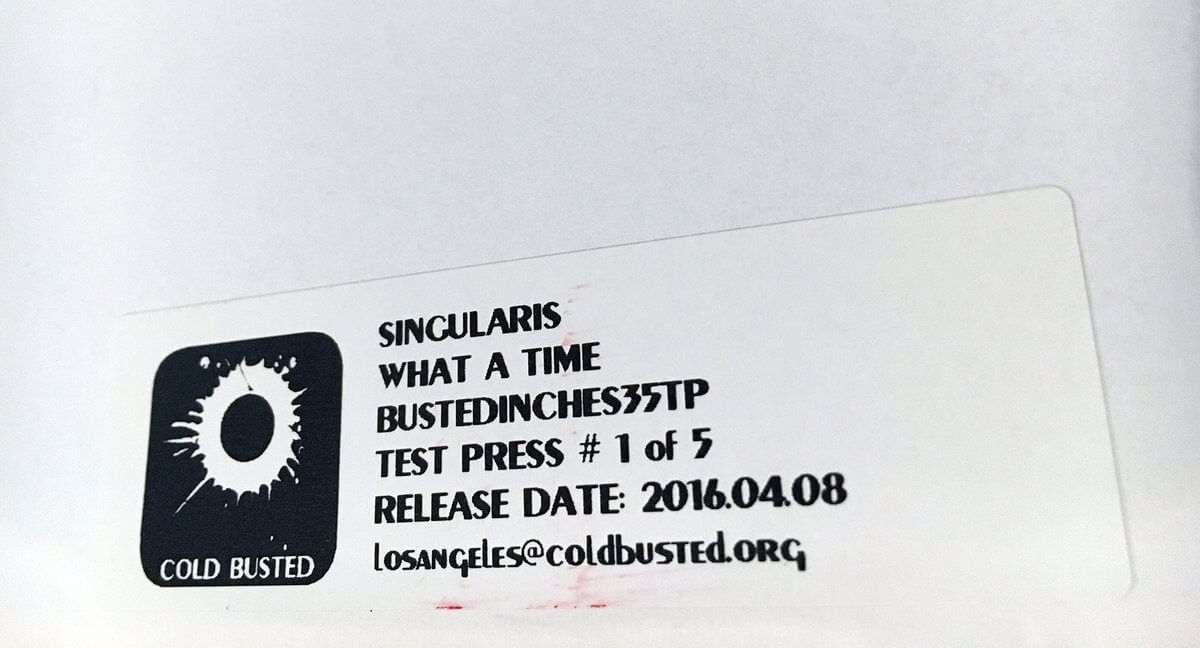 SINGULARIS
WHAT A TIME
BUSTEDINCHES35TP
TEST PRESS # 1 of 5
RELEASE DATE: 2016.04.08
losangeles@coldbusted.org
COLD BUSTED